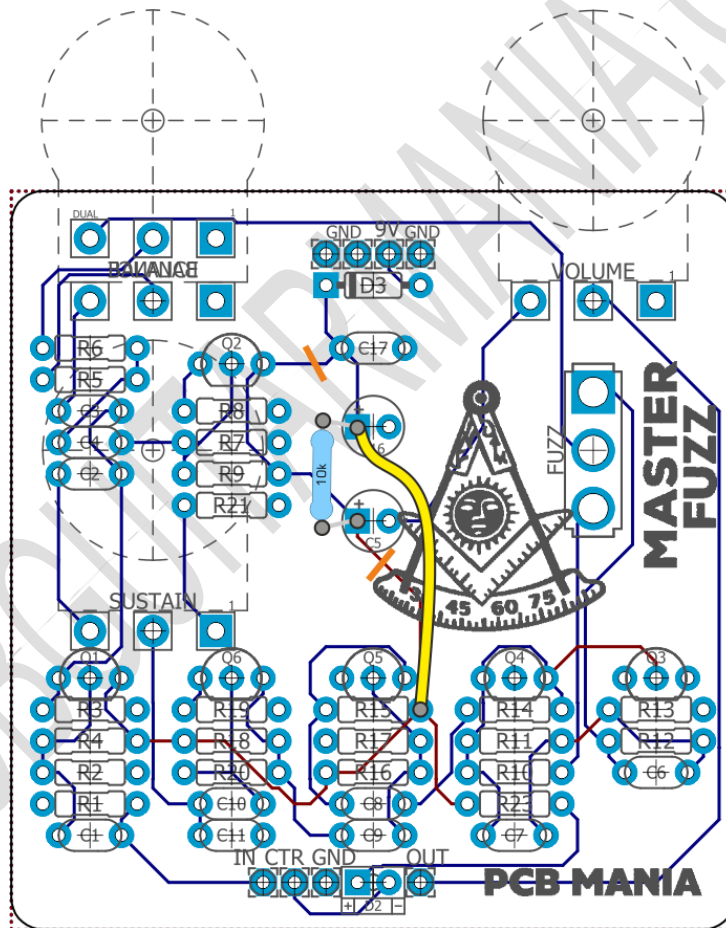 DUAL
1
GND 9V GND
D3
VOLUME
1
R6
Q2
C17
R5
R8
C3
+
C4
R7
FUZZ
MASTER
FUZZ
C2
R9
10k
R21
+
C5
45 60 75
SUSTAIN
1
Q1
Q6
Q5
Q4
Q3
R3
R19
R15
R14
R13
R4
R18
R17
R11
R12
R2
R20
R16
R10
C6
R1
C10
C8
R23
C1
C11
C9
C7
IN CTR GND
OUT
+ D2 -
PCB MANIA